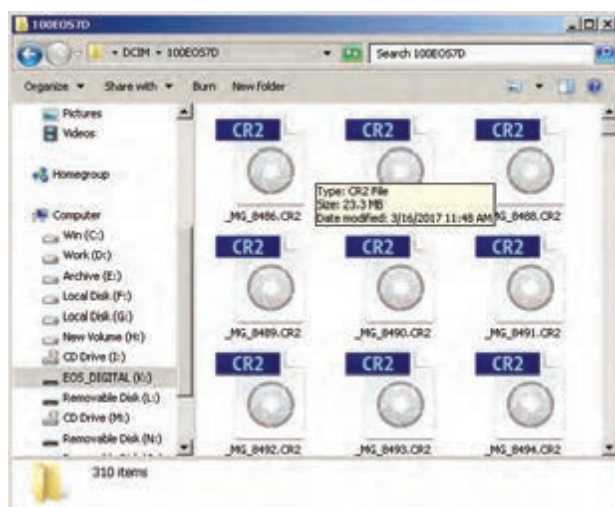 100EOS7D
DCIM 100EOS7D
Search 100EOS7D
Organize Share with Burn New folder
Pictures
Videos
Homegroup
Computer
Win (C:)
Work (D:)
Archive (E:)
Local Disk (F:)
Local Disk (G:)
New Volume (H:)
CD Drive (I:)
EOS_DIGITAL (K:)
Removable Disk (L:)
CD Drive (M:)
Removable Disk (N:)
CR2 CR2 CR2
Type: CR2 File
Size: 23.3 MB
Date modified: 3/16/2017 11:48 AM
_MG_8486.CR2 _MG_8488.CR2
CR2 CR2 CR2
_MG_8489.CR2 _MG_8490.CR2 _MG_8491.CR2
CR2 CR2 CR2
_MG_8492.CR2 _MG_8493.CR2 _MG_8494.CR2
310 items